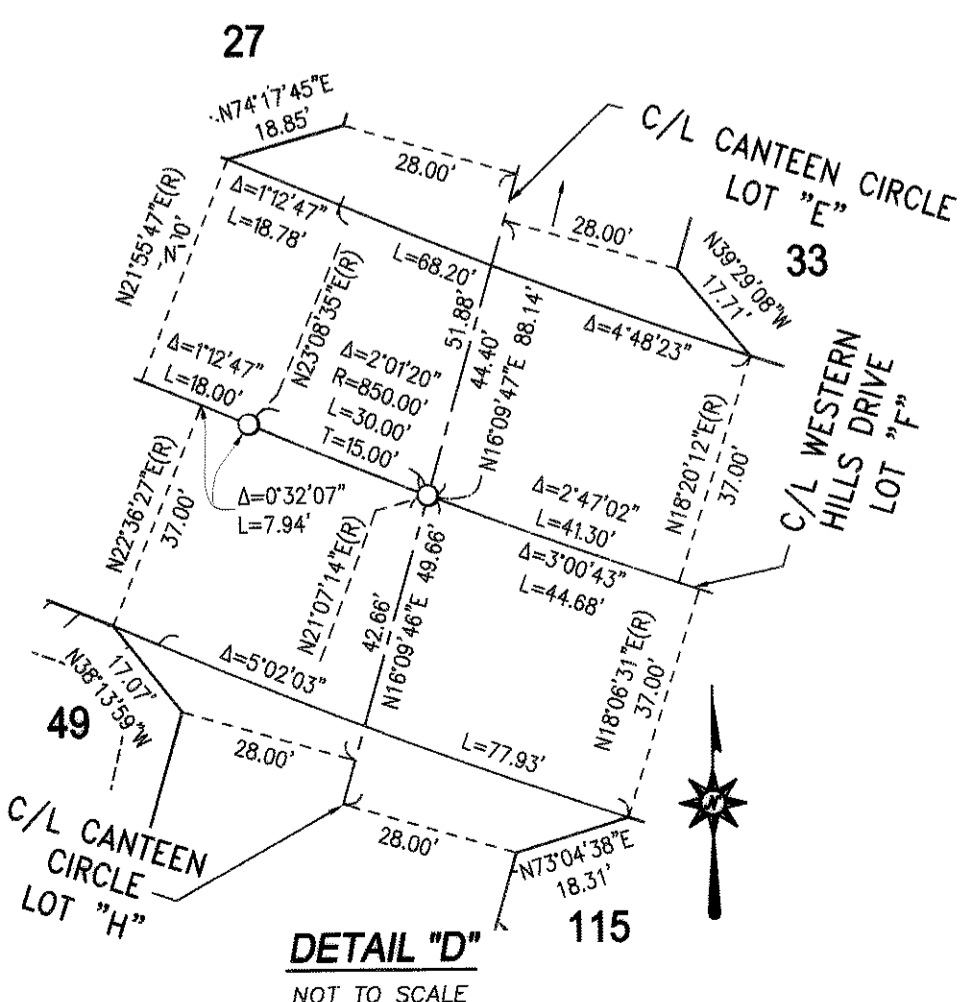 27
N74°17'45"E
18.85'
28.00'
C/L CANTEEN CIRCLE
LOT "E"
33
28.00'
N39°29'08"W
17.71'
Δ=1°12'47"
L=18.78'
N21°55'47"E(R)
L=68.20'
N23°08'35"E(R)
51.88'
44.40'
N16°09'47"E 88.14'
Δ=4°48'23"
Δ=1°12'47"
L=18.00'
Δ=2°01'20"
R=850.00'
L=30.00'
T=15.00'
N18°20'12"E(R)
37.00'
C/L WESTERN
HILLS DRIVE
LOT "F"
N22°36'27"E(R)
37.00'
Δ=0°32'07"
L=7.94'
Δ=2°47'02"
L=41.30'
Δ=3°00'43"
L=44.68'
N21°07'14"E(R)
42.66'
N16°09'46"E 49.66'
N18°06'31"E(R)
37.00'
17.07'
N38°13'59"W
49
Δ=5°02'03"
28.00'
L=77.93'
C/L CANTEEN
CIRCLE
LOT "H"
28.00'
N73°04'38"E
18.31'
115
N
DETAIL "D"
NOT TO SCALE